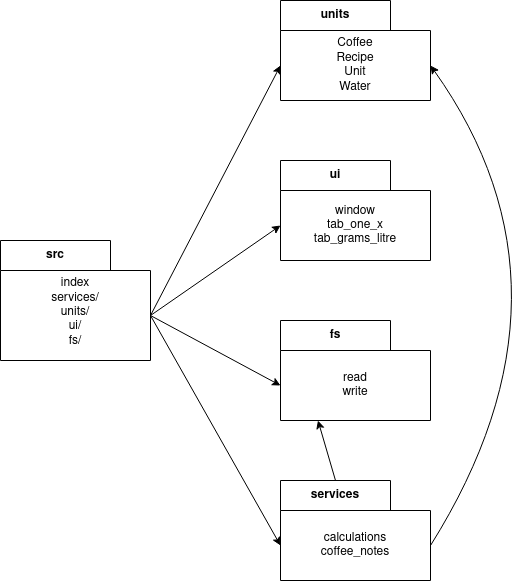 units
Coffee
Recipe
Unit
Water
ui
window
tab_one_x
tab_grams_litre
src
index
services/
units/
ui/
fs/
fs
read
write
services
calculations
coffee_notes